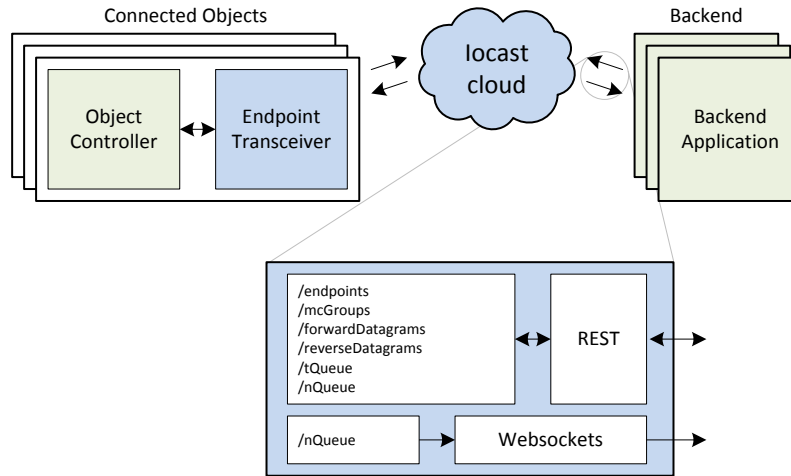 Connected Objects
Backend
Iocast
cloud
Object
Controller
Endpoint
Transceiver
Backend
Application
/endpoints
/mcGroups
/forwardDatagrams
/reverseDatagrams
/tQueue
/nQueue
REST
/nQueue
Websockets